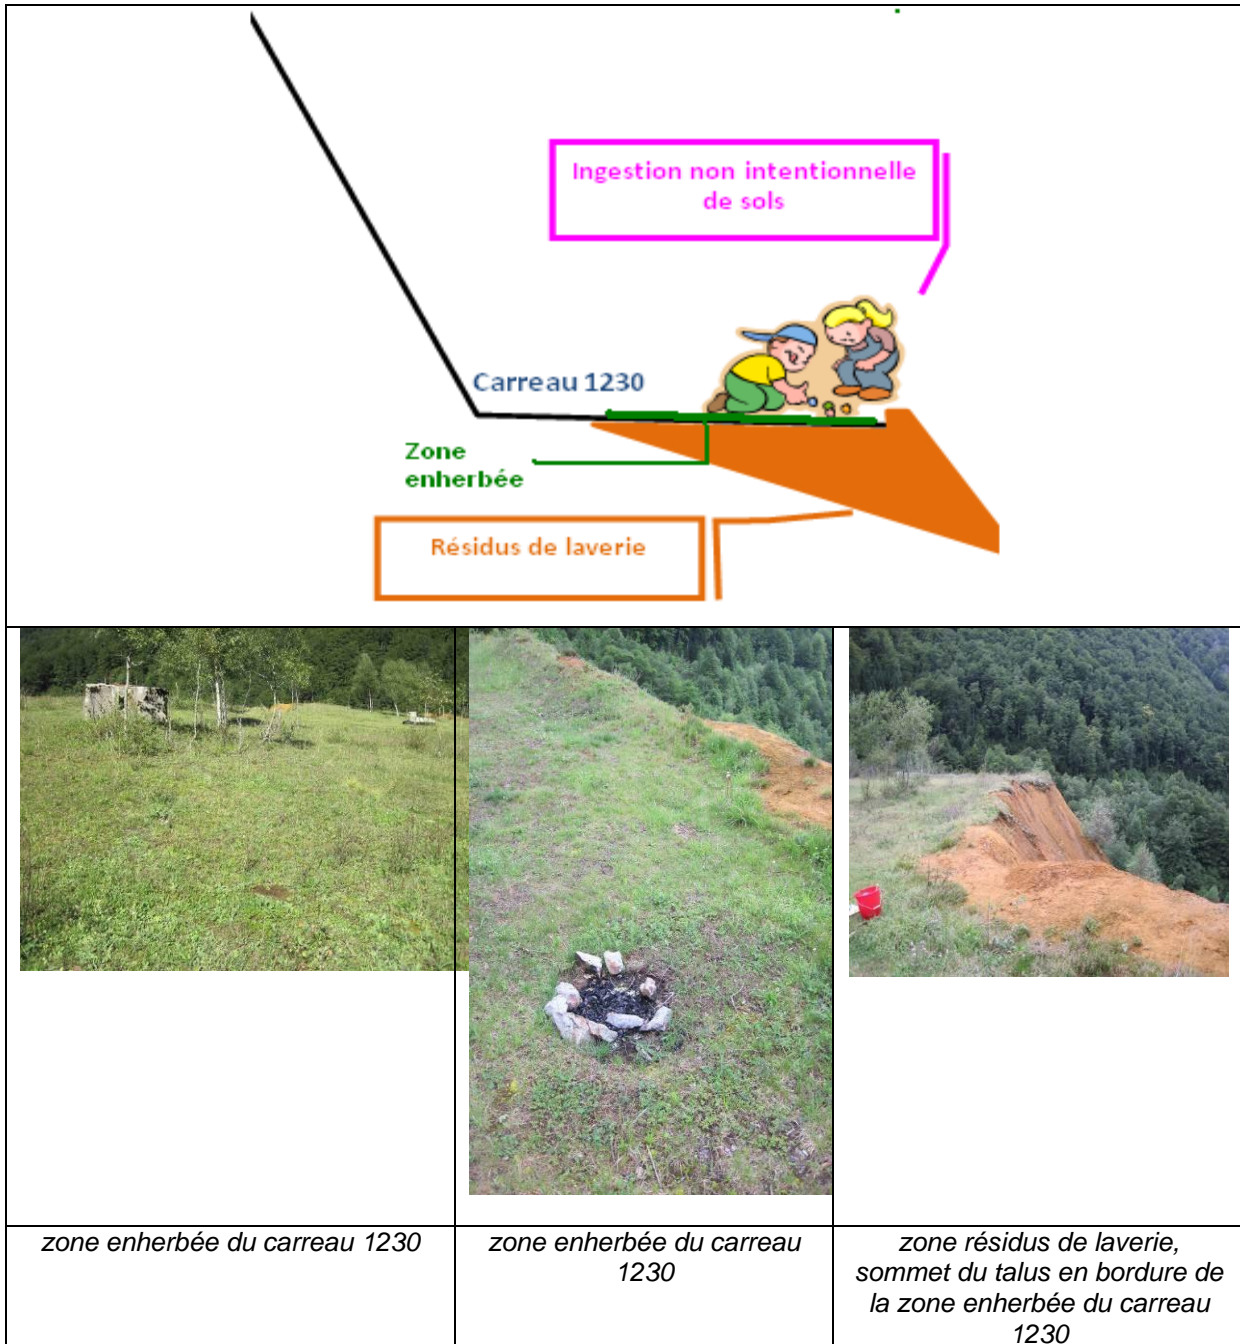 Ingestion non intentionnelle
de sols
Carreau 1230
Zone
enherbée
Résidus de laverie
zone enherbée du carreau 1230
zone enherbée du carreau
1230
zone résidus de laverie,
sommet du talus en bordure de
la zone enherbée du carreau
1230